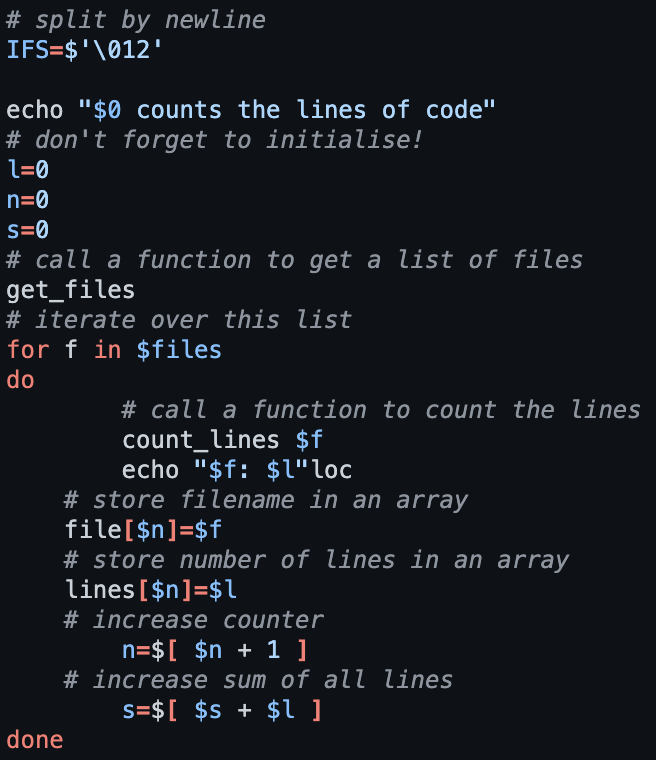 # split by newline
IFS=$'\012'

echo "$0 counts the lines of code"
# don't forget to initialise!
l=0
n=0
s=0
# call a function to get a list of files
get_files
# iterate over this list
for f in $files
do
        # call a function to count the lines
        count_lines $f
        echo "$f: $l"loc
    # store filename in an array
    file[$n]=$f
    # store number of lines in an array
    lines[$n]=$l
    # increase counter
        n=$[ $n + 1 ]
    # increase sum of all lines
        s=$[ $s + $l ]
done